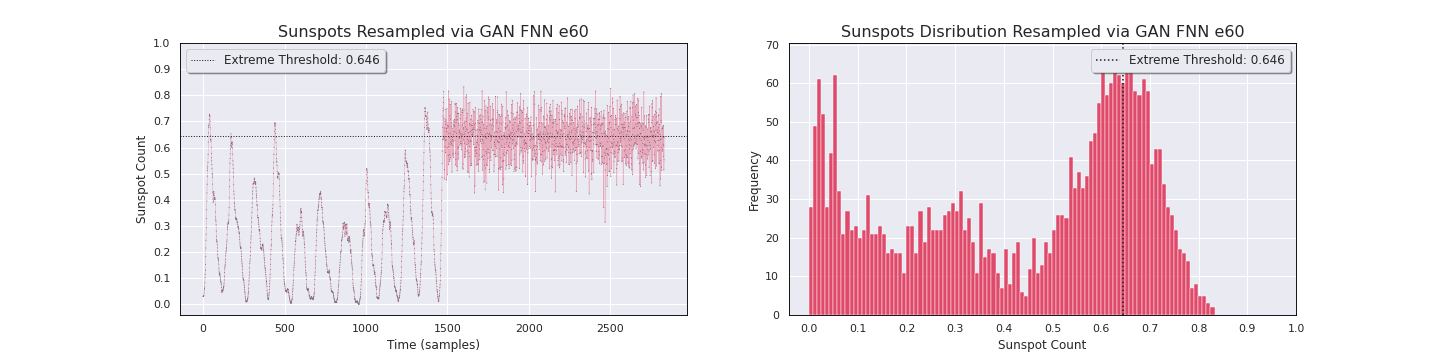 Sunspots Resampled via GAN FNN e60
Extreme Threshold: 0.646
Sunspot Count
1.0
0.9
0.8
0.7
0.6
0.5
0.4
0.3
0.2
0.1
0.0
0 500 1000 1500 2000 2500
Time (samples)
Sunspots Disribution Resampled via GAN FNN e60
Extreme Threshold: 0.646
Frequency
70
60
50
40
30
20
10
0
0.0 0.1 0.2 0.3 0.4 0.5 0.6 0.7 0.8 0.9 1.0
Sunspot Count